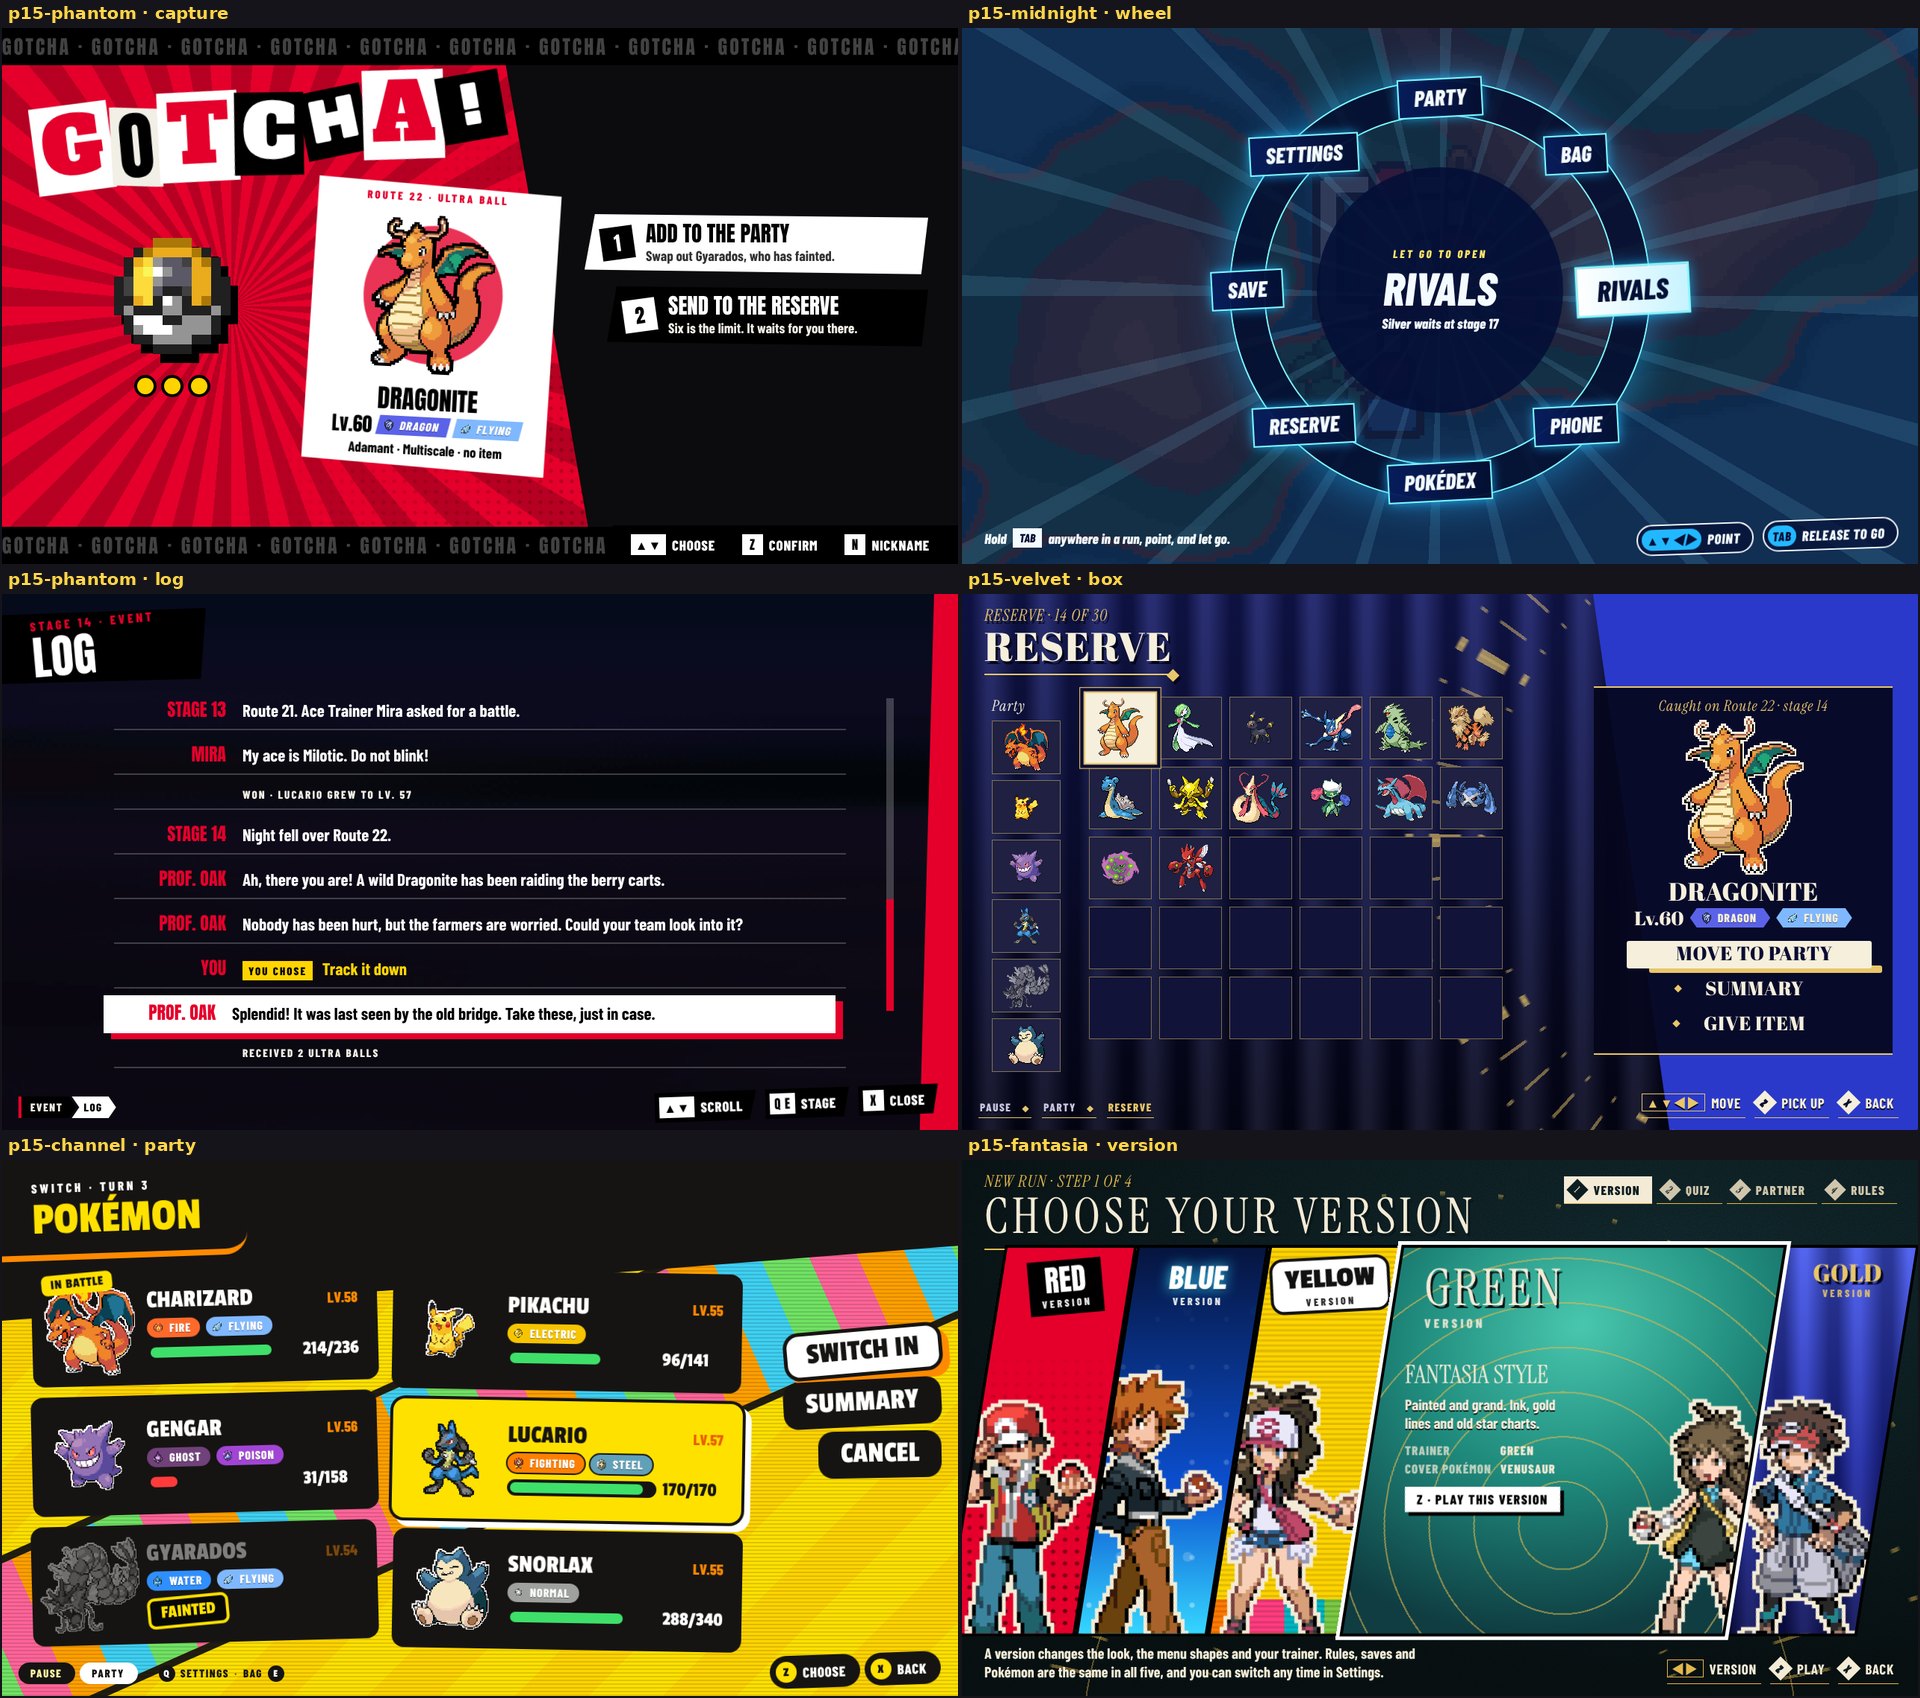 p15-phantom · capture
GOTCHA · GOTCHA · GOTCHA · GOTCHA · GOTCHA · GOTCHA · GOTCHA · GOTCHA · GOTCHA · GOTCHA · GOTCHA
GOTCHA!
ROUTE 22 · ULTRA BALL
DRAGONITE
Lv.60 DRAGON FLYING
Adamant · Multiscale · no item
1 ADD TO THE PARTY
Swap out Gyarados, who has fainted.
2 SEND TO THE RESERVE
Six is the limit. It waits for you there.
GOTCHA · GOTCHA · GOTCHA · GOTCHA · GOTCHA · GOTCHA · GOTCHA
▲▼ CHOOSE Z CONFIRM N NICKNAME
p15-midnight · wheel
PARTY
SETTINGS
BAG
LET GO TO OPEN
RIVALS
Silver waits at stage 17
SAVE
RIVALS
RESERVE
PHONE
POKÉDEX
Hold TAB anywhere in a run, point, and let go.
▲▼◀▶ POINT TAB RELEASE TO GO
p15-phantom · log
STAGE 14 · EVENT
LOG
STAGE 13 Route 21. Ace Trainer Mira asked for a battle.
MIRA My ace is Milotic. Do not blink!
WON · LUCARIO GREW TO LV. 57
STAGE 14 Night fell over Route 22.
PROF. OAK Ah, there you are! A wild Dragonite has been raiding the berry carts.
PROF. OAK Nobody has been hurt, but the farmers are worried. Could your team look into it?
YOU YOU CHOSE Track it down
PROF. OAK Splendid! It was last seen by the old bridge. Take these, just in case.
RECEIVED 2 ULTRA BALLS
EVENT LOG
▲▼ SCROLL Q E STAGE X CLOSE
p15-velvet · box
RESERVE · 14 OF 30
RESERVE
Party
Caught on Route 22 · stage 14
DRAGONITE
Lv.60 DRAGON FLYING
MOVE TO PARTY
SUMMARY
GIVE ITEM
PAUSE PARTY RESERVE
▲▼◀▶ MOVE Z PICK UP X BACK
p15-channel · party
SWITCH · TURN 3
POKÉMON
IN BATTLE
CHARIZARD LV.58
FIRE FLYING
214/236
PIKACHU LV.55
ELECTRIC
96/141
GENGAR LV.56
GHOST POISON
31/158
LUCARIO LV.57
FIGHTING STEEL
170/170
GYARADOS LV.54
WATER FLYING
FAINTED
SNORLAX LV.55
NORMAL
288/340
SWITCH IN
SUMMARY
CANCEL
PAUSE PARTY Q SETTINGS · BAG E
Z CHOOSE X BACK
p15-fantasia · version
NEW RUN · STEP 1 OF 4
CHOOSE YOUR VERSION
1 VERSION 2 QUIZ 3 PARTNER 4 RULES
RED
VERSION
BLUE
VERSION
YELLOW
VERSION
GREEN
VERSION
FANTASIA STYLE
Painted and grand. Ink, gold
lines and old star charts.
TRAINER GREEN
COVER POKÉMON VENUSAUR
Z · PLAY THIS VERSION
GOLD
VERSION
A version changes the look, the menu shapes and your trainer. Rules, saves and
Pokémon are the same in all five, and you can switch any time in Settings.
◀▶ VERSION Z PLAY X BACK